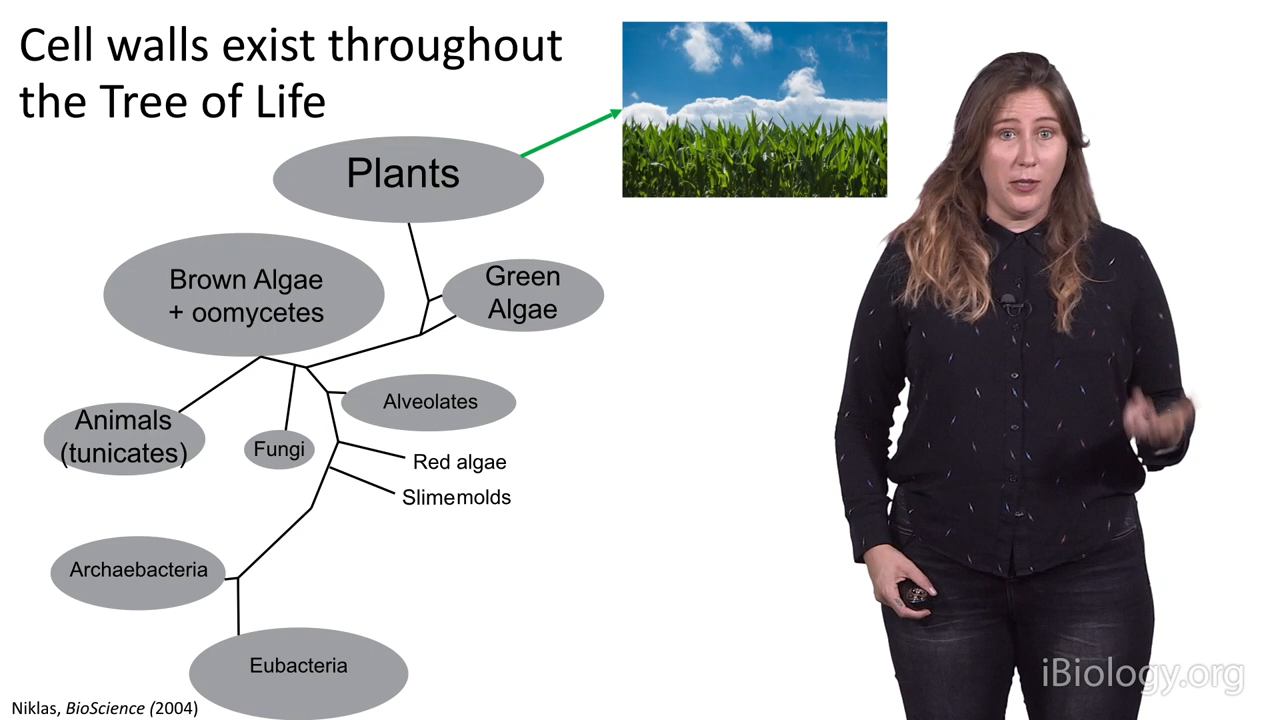 Cell walls exist throughout
the Tree of Life
Plants
Brown Algae
+ oomycetes
Green
Algae
Animals
(tunicates)
Fungi
Alveolates
Red algae
Slimemolds
Archaebacteria
Eubacteria
Niklas, BioScience (2004)
iBiology.org